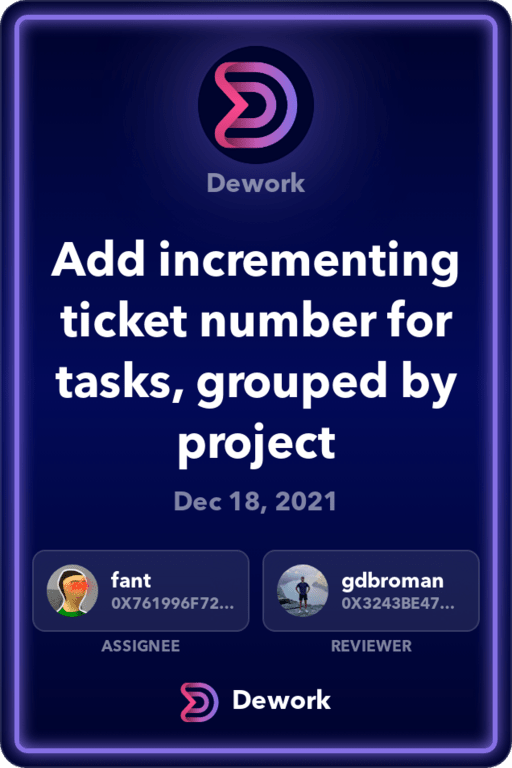 Dework
Add incrementing
ticket number for
tasks, grouped by
project
Dec 18, 2021
fant
0X761996F72...
ASSIGNEE
gdbroman
0X3243BE47...
REVIEWER
Dework